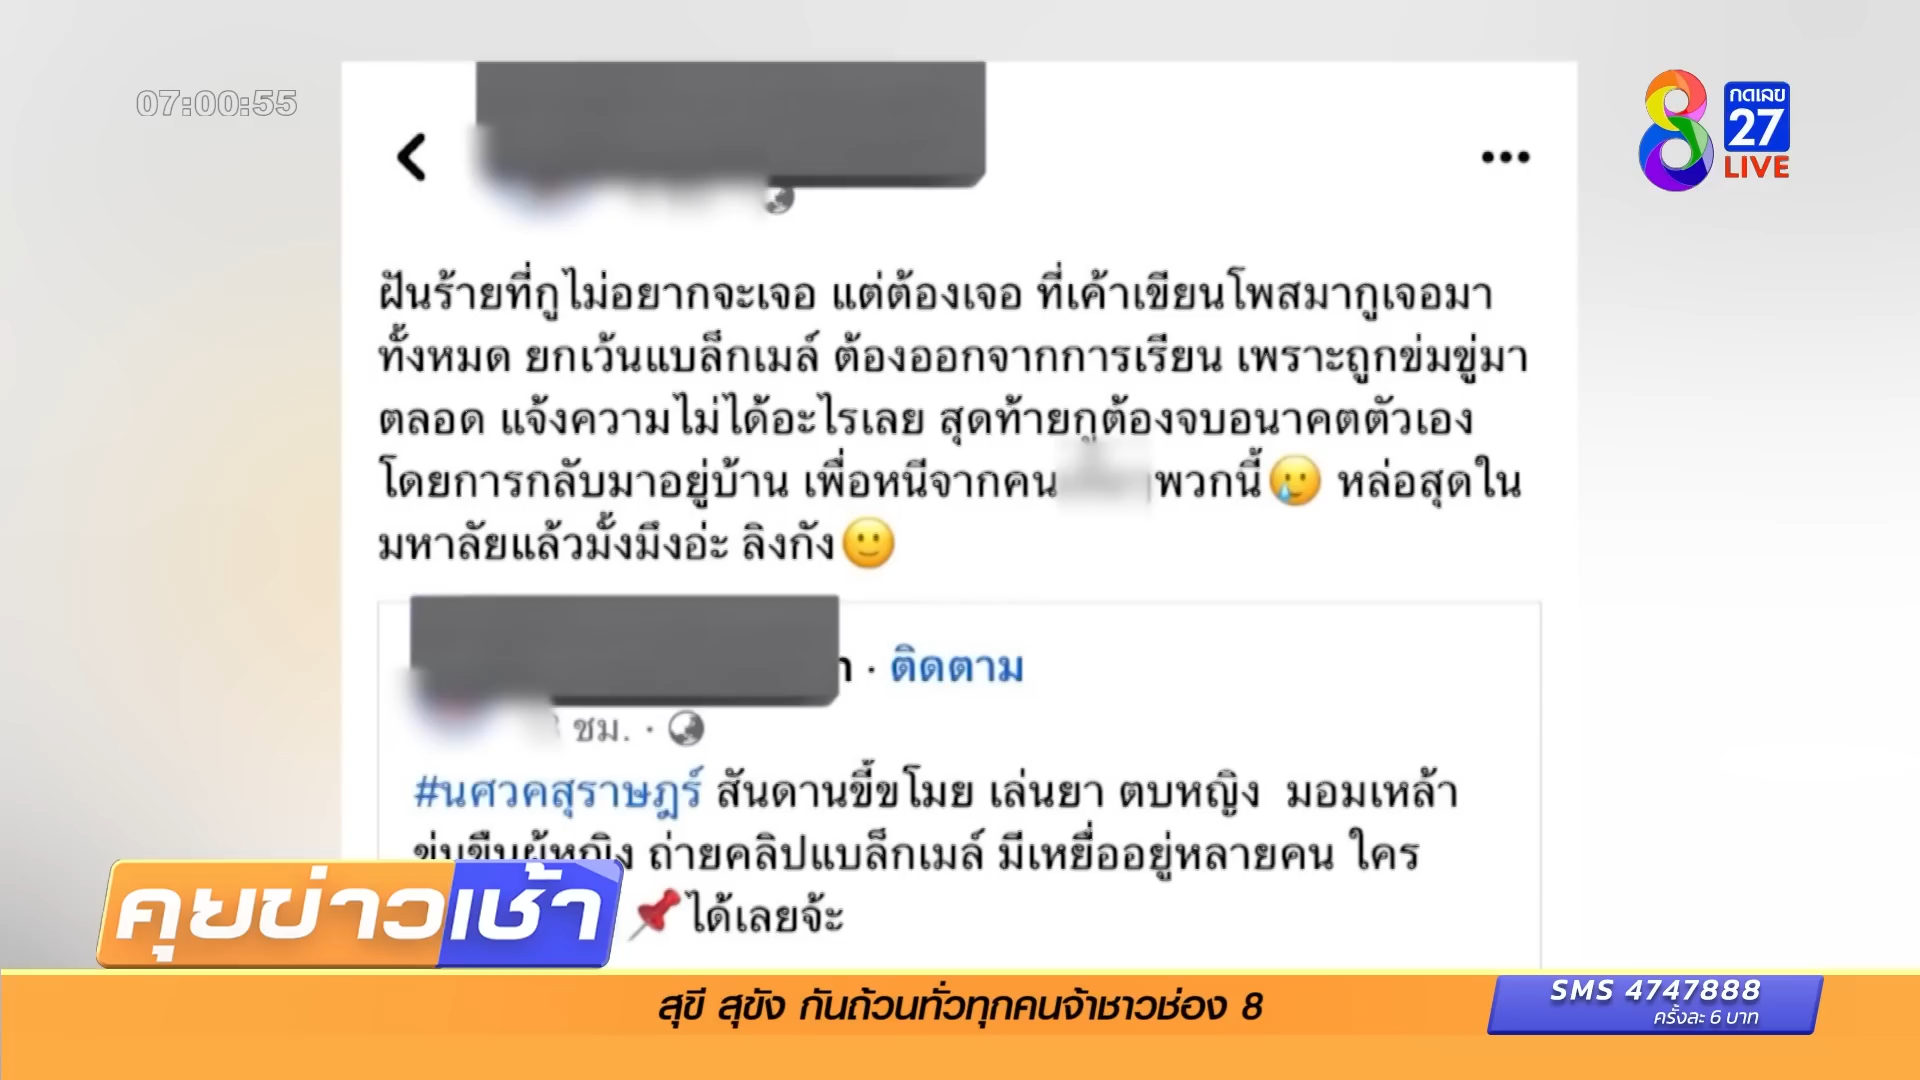 07:00:55
8
กดเลข
27
LIVE
ฝันร้ายที่กูไม่อยากจะเจอ แต่ต้องเจอ ที่เค้าเขียนโพสมากูเจอมา
ทั้งหมด ยกเว้นแบล็กเมล์ ต้องออกจากการเรียน เพราะถูกข่มขู่มา
ตลอด แจ้งความไม่ได้อะไรเลย สุดท้ายกูต้องจบอนาคตตัวเอง
โดยการกลับมาอยู่บ้าน เพื่อหนีจากคน พวกนี้🥲 หล่อสุดใน
มหาลัยแล้วมั้งมึงอ่ะ ลิงกัง🙂
· ติดตาม
ชม. ·
#นศวคสุราษฎร์ สันดานขี้ขโมย เล่นยา ตบหญิง มอมเหล้า
ข่มขืนผู้หญิง ถ่ายคลิปแบล็กเมล์ มีเหยื่ออยู่หลายคน ใคร
📌ได้เลยจ้ะ
คุยข่าวเช้า
สุขี สุขัง กันถ้วนทั่วทุกคนจ้าชาวช่อง 8
SMS 4747888
ครั้งละ 6 บาท